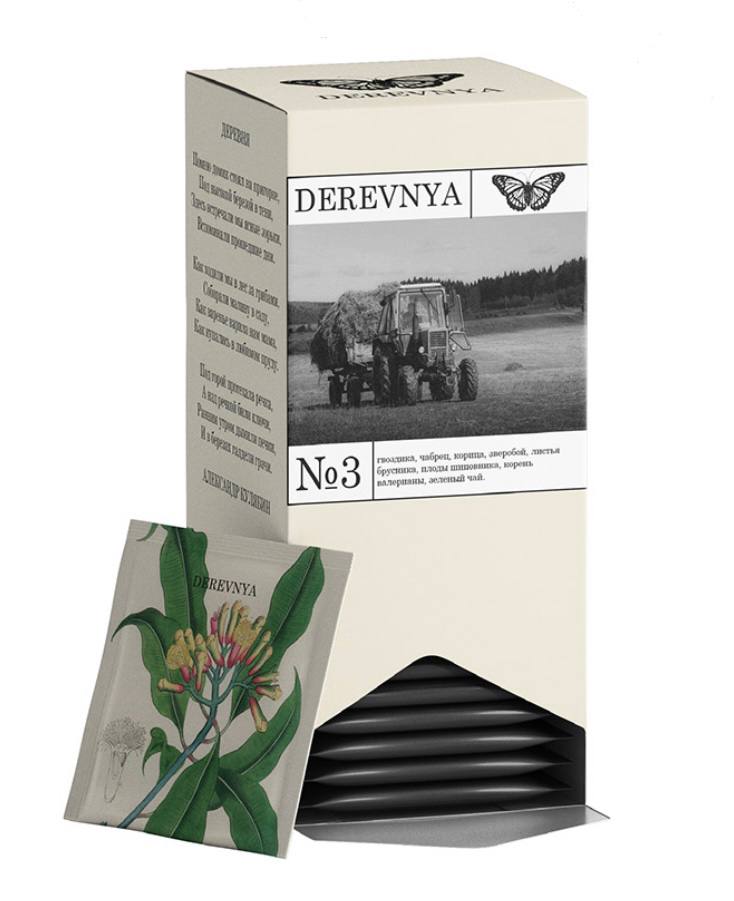 DEREVNYA
ДЕРЕВНЯ
Помню домик стоял на пригорке,
Под высокой березой в тени,
Здесь встречали мы ясные зорьки,
Вспоминали прошедшие дни.
Как ходили мы в лес за грибами,
Собирали малину в саду,
Как варенье варила нам мама,
Как купались в любимом пруду.
Под горой протекала речка,
А над речкой били ключи,
Ранним утром дымили печки,
И в березах галдели грачи.
АЛЕКСАНДР КУЛЯБИН
DEREVNYA
№3
гвоздика, чабрец, корица, зверобой, листья
брусника, плоды шиповника, корень
валерианы, зеленый чай.
DEREVNYA